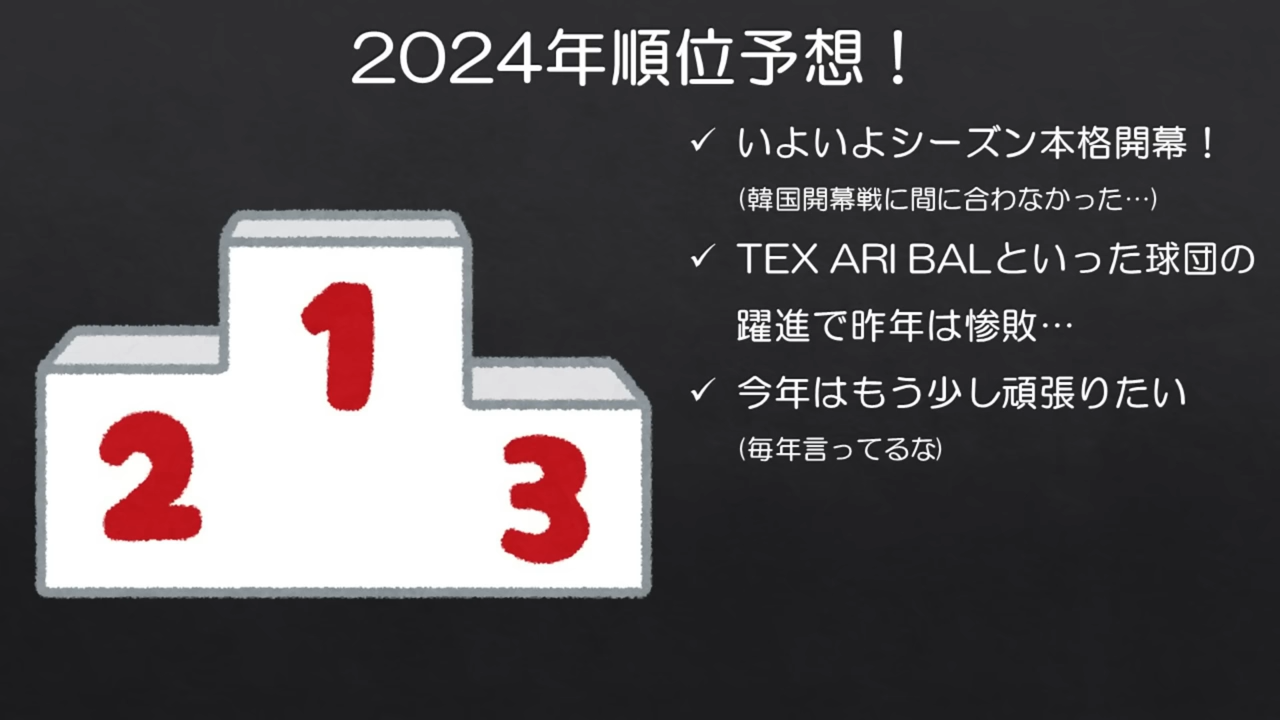 2024年順位予想！
✓ いよいよシーズン本格開幕！
(韓国開幕戦に間に合わなかった…)
✓ TEX ARI BALといった球団の
躍進で昨年は惨敗…
✓ 今年はもう少し頑張りたい
(毎年言ってるな)
1
2
3